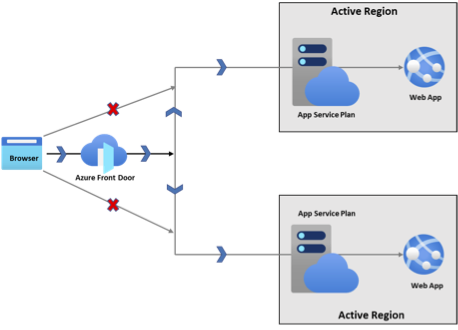 Active Region
App Service Plan
Web App
Browser
Azure Front Door
App Service Plan
Web App
Active Region